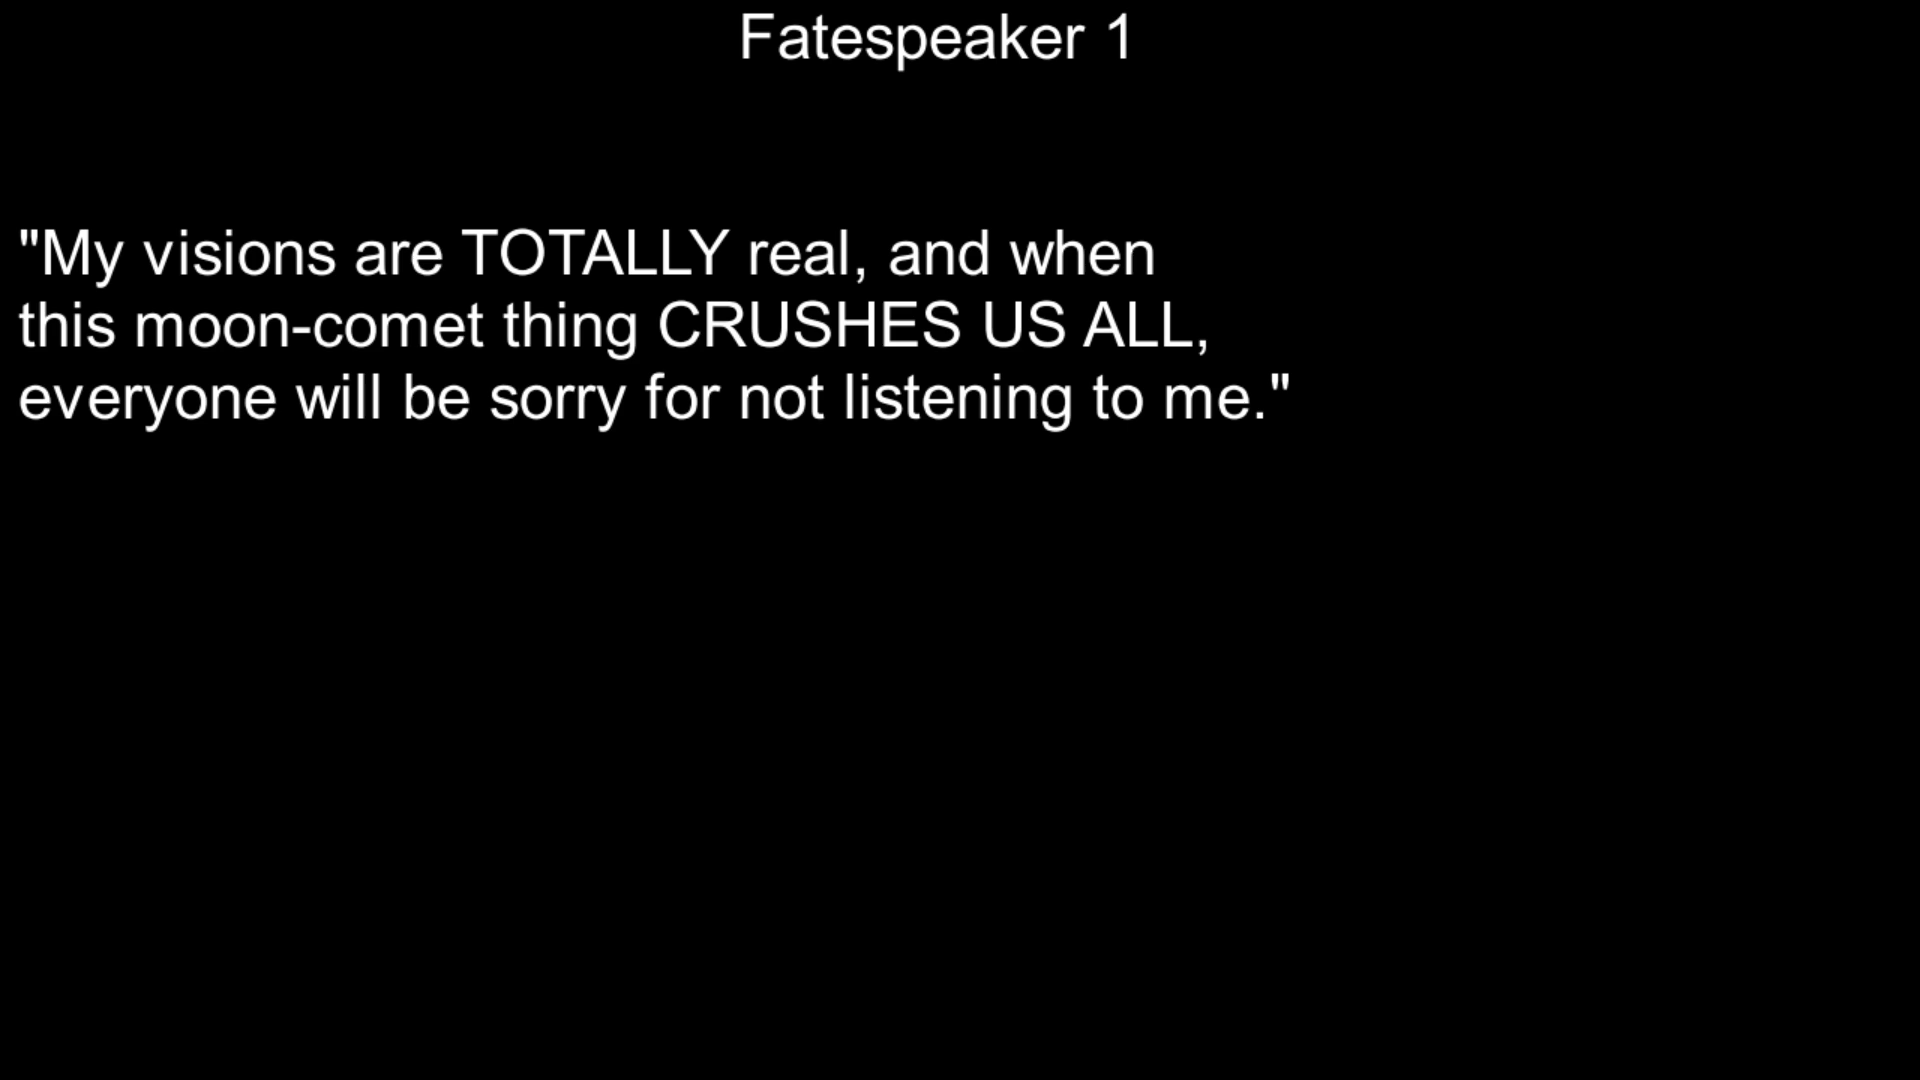 Fatespeaker 1
"My visions are TOTALLY real, and when
this moon-comet thing CRUSHES US ALL,
everyone will be sorry for not listening to me."